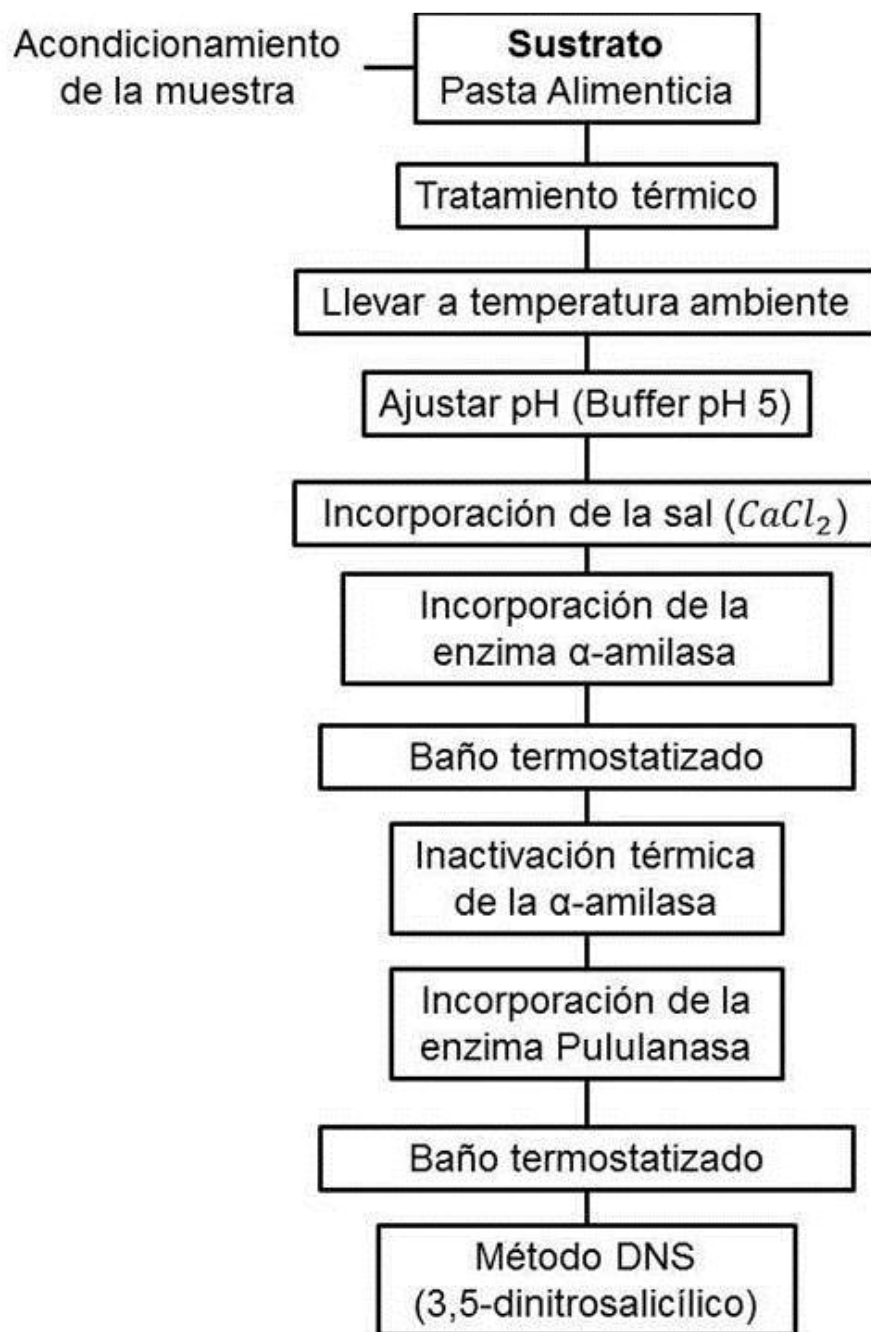 Acondicionamiento
de la muestra
Sustrato
Pasta Alimenticia
Tratamiento térmico
Llevar a temperatura ambiente
Ajustar pH (Buffer pH 5)
Incorporación de la sal (CaCl₂)
Incorporación de la
enzima α-amilasa
Baño termostatizado
Inactivación térmica
de la α-amilasa
Incorporación de la
enzima Pululanasa
Baño termostatizado
Método DNS
(3,5-dinitrosalicílico)